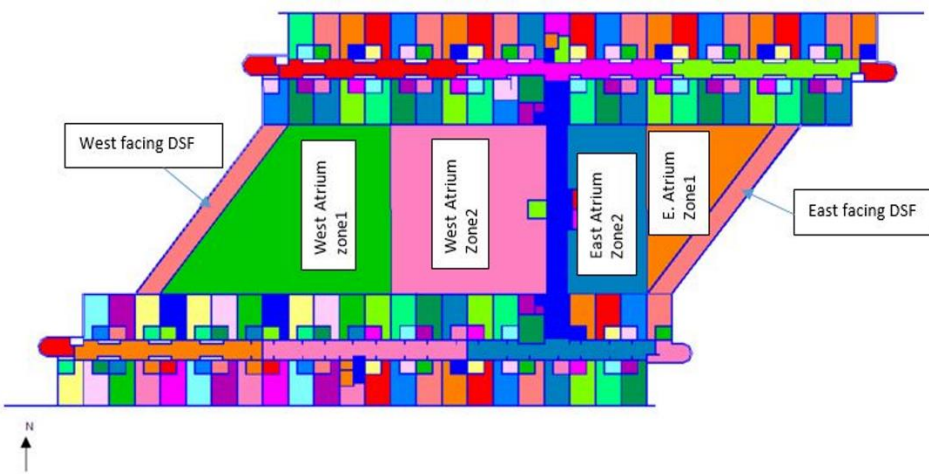 West facing DSF
West Atrium
zone1
West Atrium
Zone2
East Atrium
Zone2
E. Atrium
Zone1
East facing DSF
N